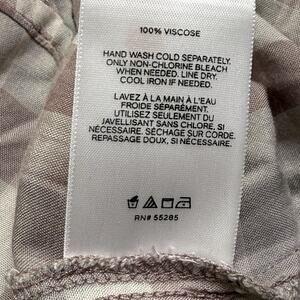 100% VISCOSE
HAND WASH COLD SEPARATELY.
ONLY NON-CHLORINE BLEACH
WHEN NEEDED. LINE DRY.
COOL IRON IF NEEDED.
LAVEZ À LA MAIN À L'EAU
FROIDE SÉPARÉMENT.
UTILISEZ SEULEMENT DU
JAVELLISANT SANS CHLORE, SI
NÉCESSAIRE. SÉCHAGE SUR CORDE.
REPASSAGE DOUX, SI NÉCESSAIRE.
RN# 55285